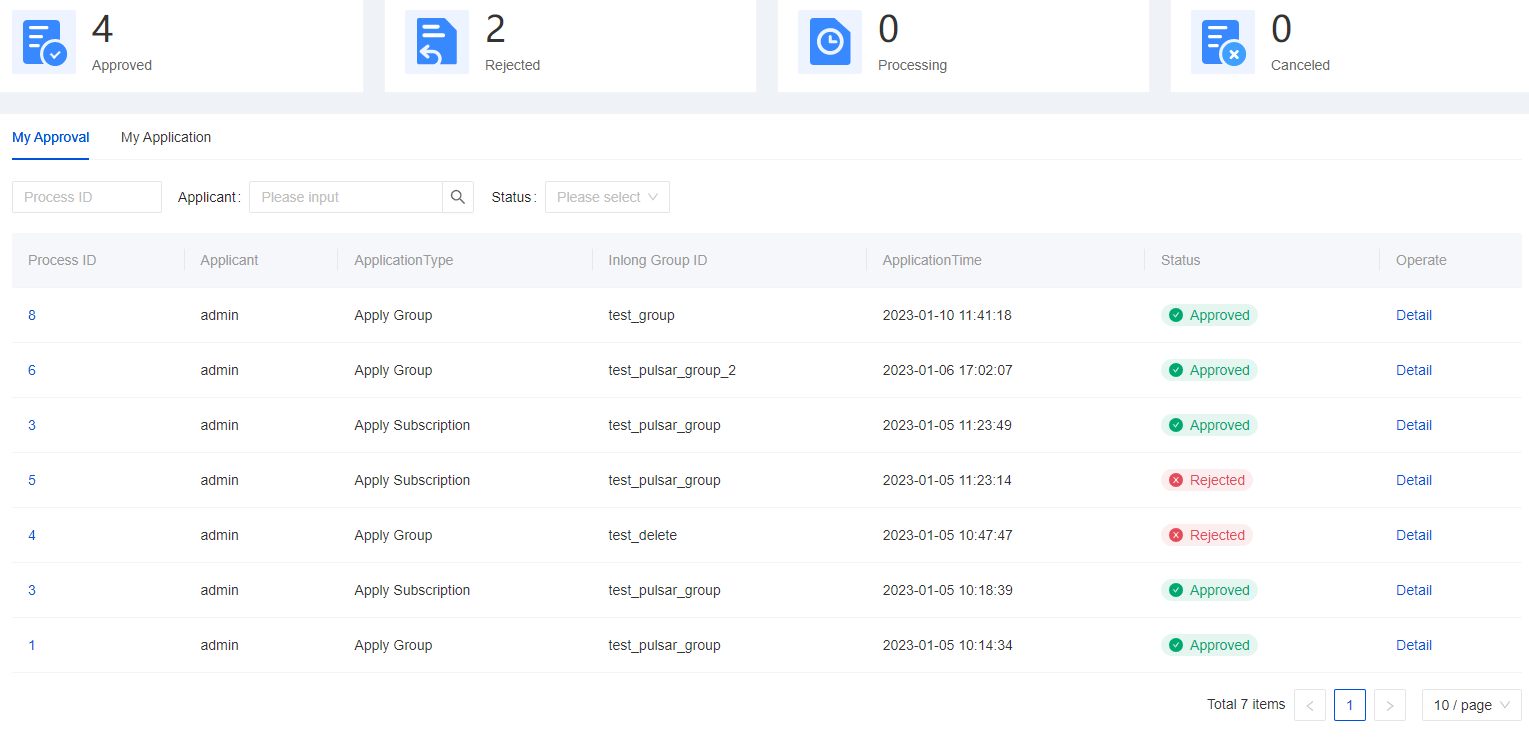 4
Approved
2
Rejected
0
Processing
0
Canceled
My Approval My Application
Process ID Applicant: Please input Status: Please select
Process ID Applicant ApplicationType Inlong Group ID ApplicationTime Status Operate
8 admin Apply Group test_group 2023-01-10 11:41:18 Approved Detail
6 admin Apply Group test_pulsar_group_2 2023-01-06 17:02:07 Approved Detail
3 admin Apply Subscription test_pulsar_group 2023-01-05 11:23:49 Approved Detail
5 admin Apply Subscription test_pulsar_group 2023-01-05 11:23:14 Rejected Detail
4 admin Apply Group test_delete 2023-01-05 10:47:47 Rejected Detail
3 admin Apply Subscription test_pulsar_group 2023-01-05 10:18:39 Approved Detail
1 admin Apply Group test_pulsar_group 2023-01-05 10:14:34 Approved Detail
Total 7 items < 1 > 10 / page